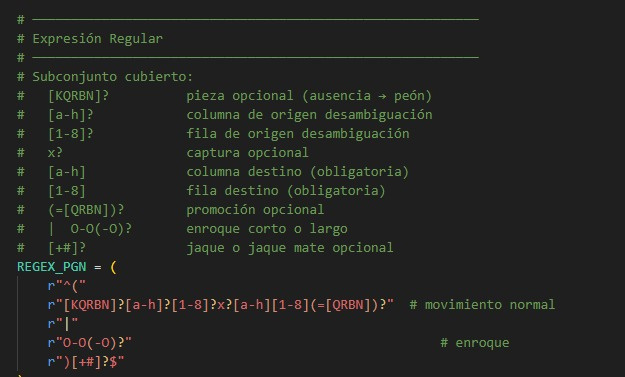 # ────────────────────────────────────────────────────────
# Expresión Regular
# ────────────────────────────────────────────────────────
# Subconjunto cubierto:
#   [KQRBN]?          pieza opcional (ausencia → peón)
#   [a-h]?            columna de origen desambiguación
#   [1-8]?            fila de origen desambiguación
#   x?                captura opcional
#   [a-h]             columna destino (obligatoria)
#   [1-8]             fila destino (obligatoria)
#   (=[QRBN])?        promoción opcional
#   |  O-O(-O)?       enroque corto o largo
#   [+#]?             jaque o jaque mate opcional
REGEX_PGN = (
    r"^("
    r"[KQRBN]?[a-h]?[1-8]?x?[a-h][1-8](=[QRBN])?"  # movimiento normal
    r"|"
    r"O-O(-O)?"                                        # enroque
    r")[+#]?$"